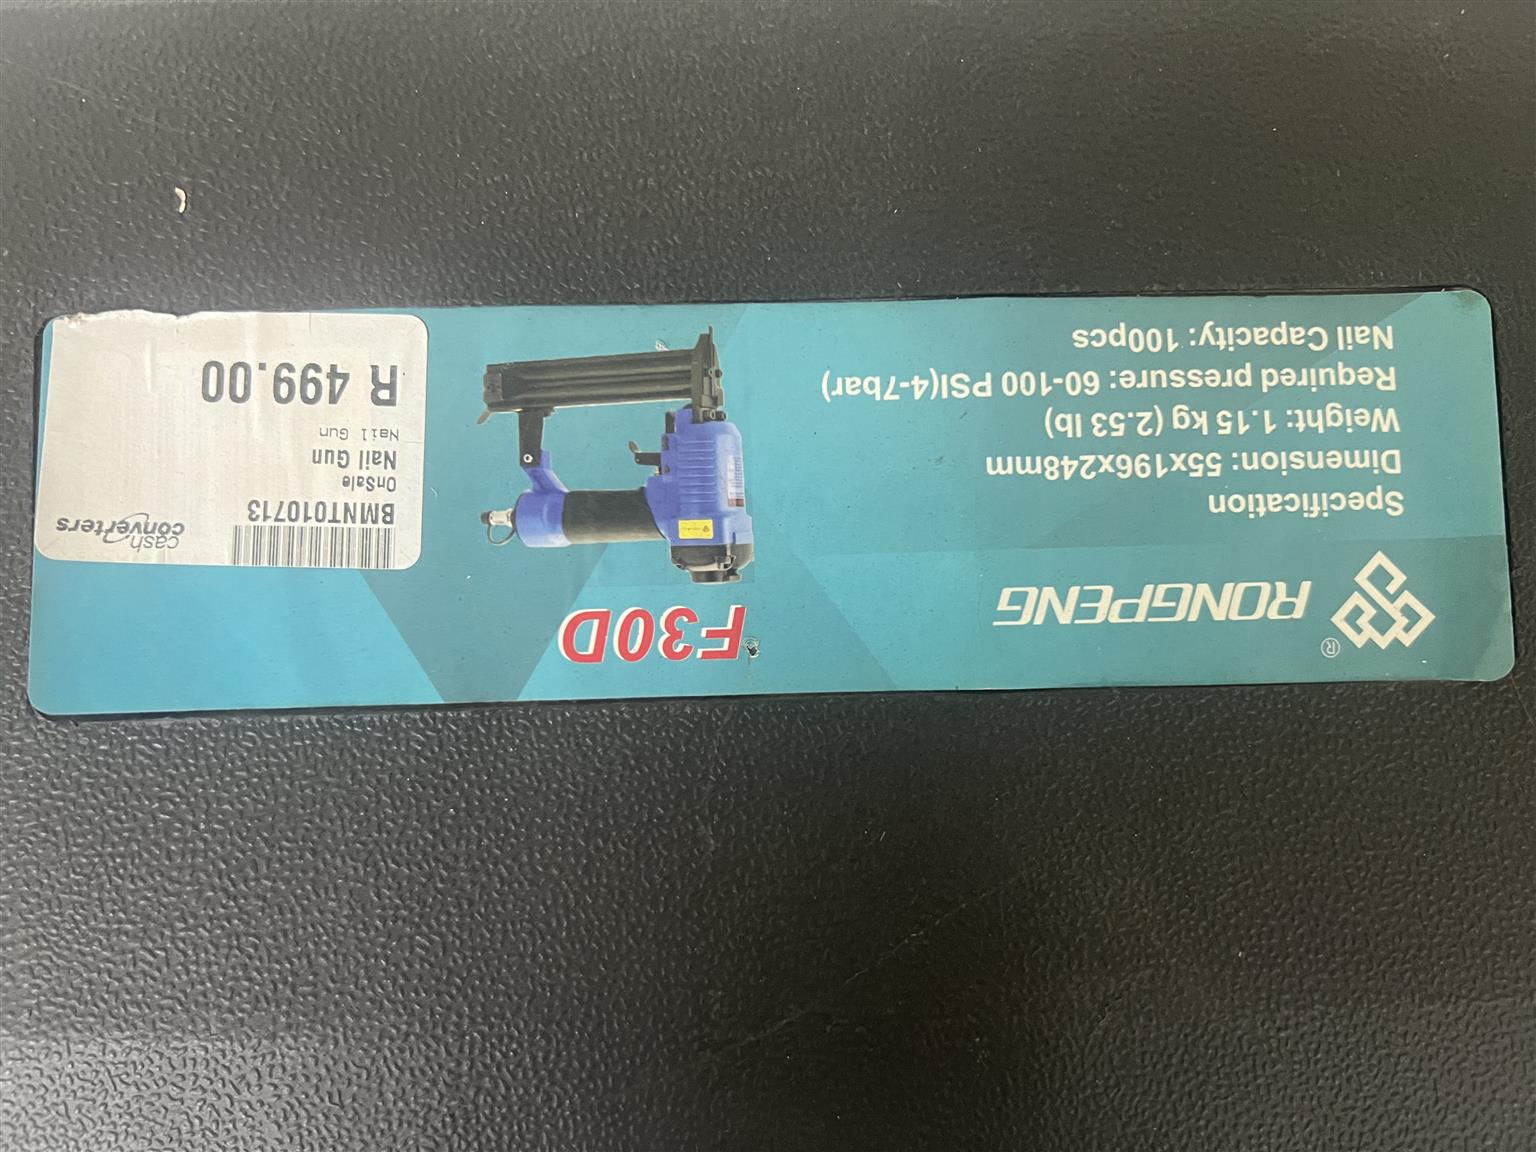 ®
RONGPENG
Specification
Dimension: 55x196x248mm
Weight: 1.15 kg (2.53 lb)
Required pressure: 60-100 PSI(4-7bar)
Nail Capacity: 100pcs
F30D
cash
converters
BMNT010713
OnSale
Nail Gun
Nail Gun
R 499.00